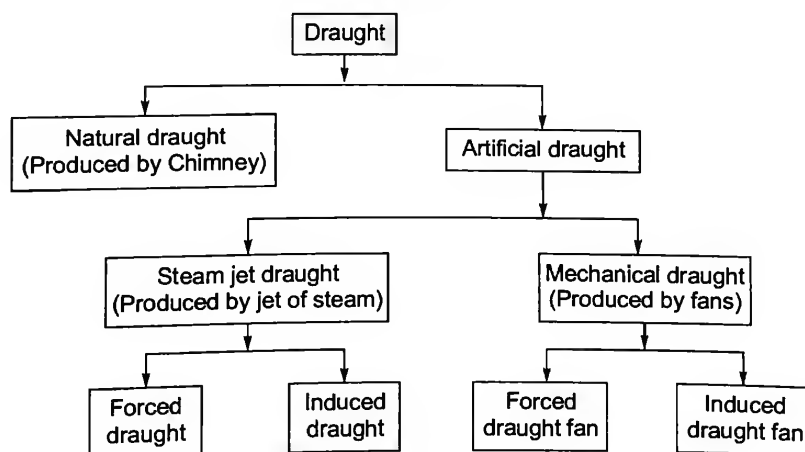 Draught
Natural draught
(Produced by Chimney)
Artificial draught
Steam jet draught
(Produced by jet of steam)
Mechanical draught
(Produced by fans)
Forced
draught
Induced
draught
Forced
draught fan
Induced
draught fan